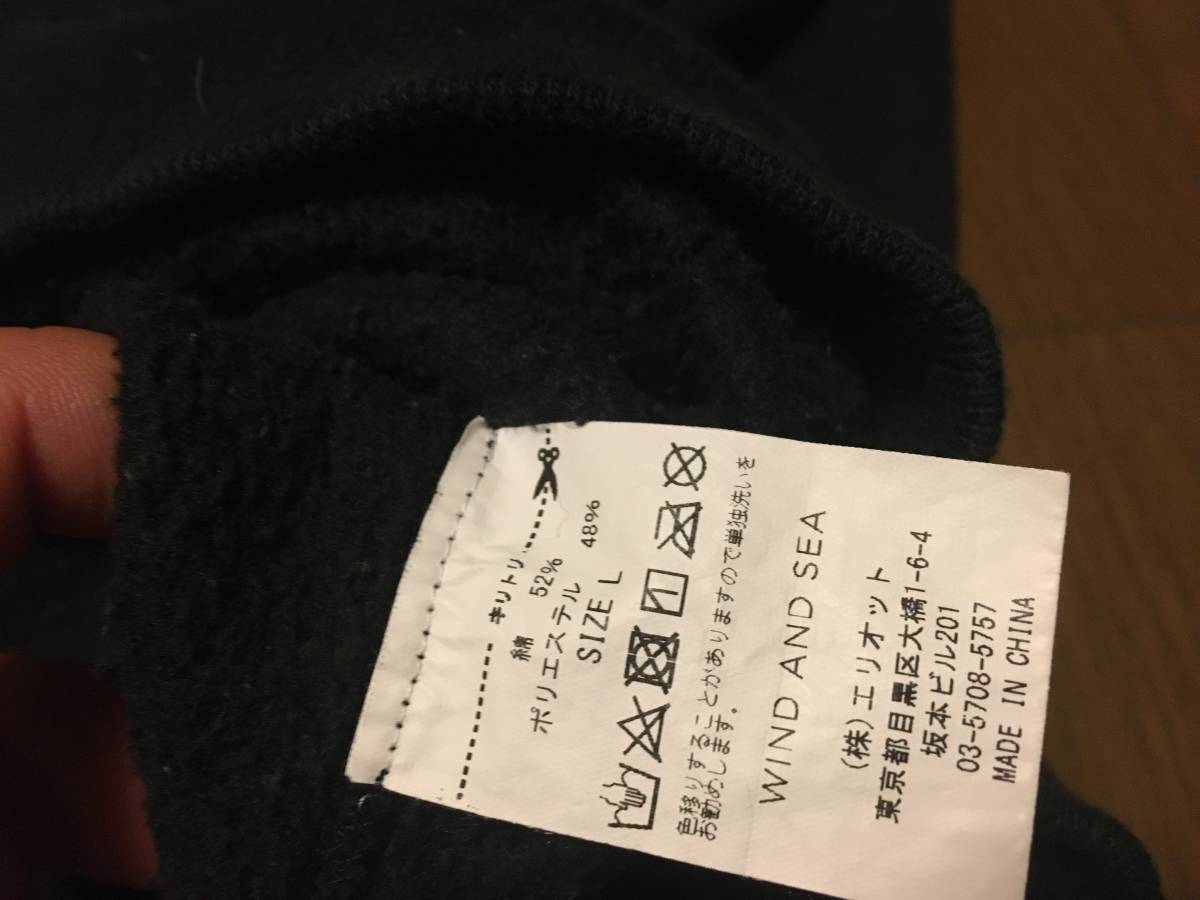 キリトリ
綿 52%
ポリエステル 48%
SIZE L
色移りすることがありますので単独洗いを
お勧めします。
WIND AND SEA
(株)エリオット
東京都目黒区大橋1-6-4
坂本ビル201
03-5708-5757
MADE IN CHINA